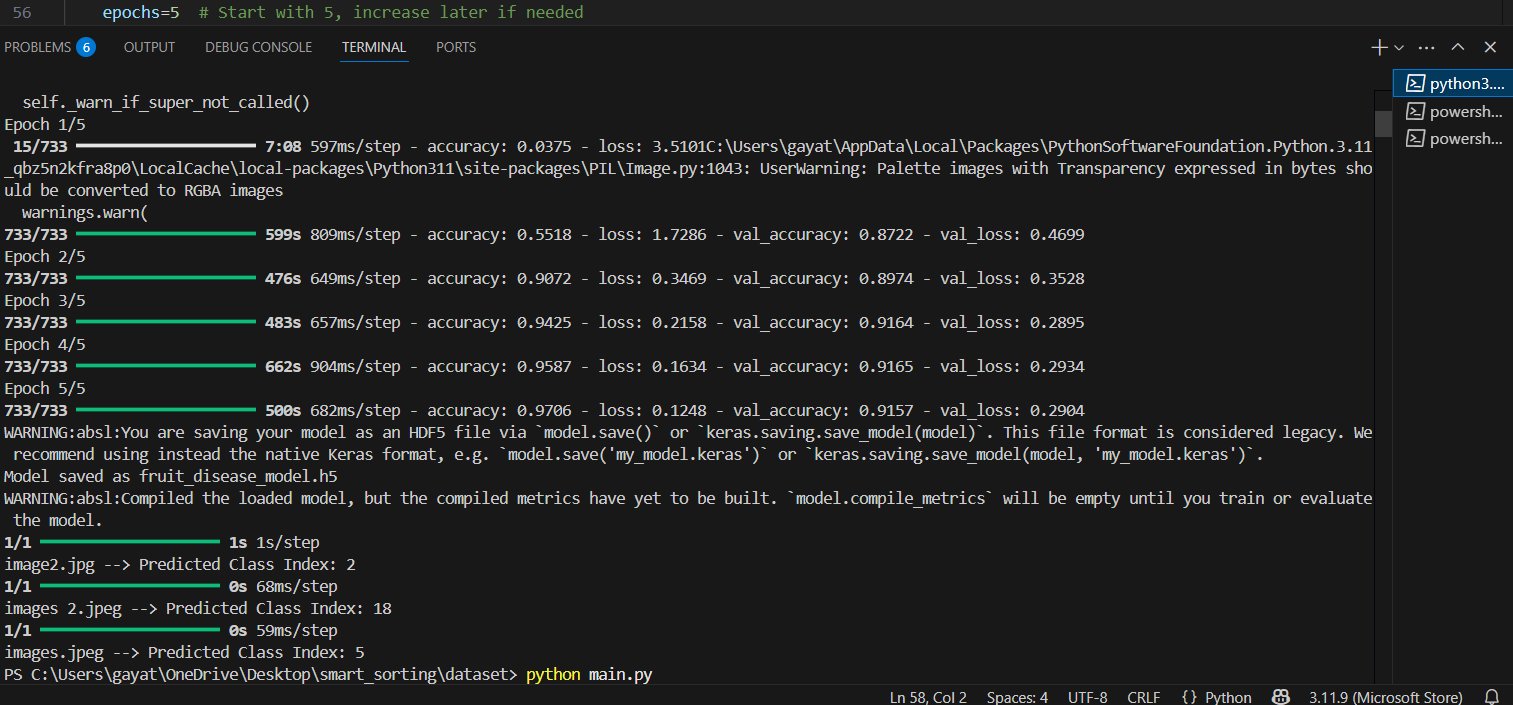 56 epochs=5 # Start with 5, increase later if needed
PROBLEMS 6 OUTPUT DEBUG CONSOLE TERMINAL PORTS
self._warn_if_super_not_called()
Epoch 1/5
15/733 7:08 597ms/step - accuracy: 0.0375 - loss: 3.5101C:\Users\gayat\AppData\Local\Packages\PythonSoftwareFoundation.Python.3.11
_qbz5n2kfra8p0\LocalCache\local-packages\Python311\site-packages\PIL\Image.py:1043: UserWarning: Palette images with Transparency expressed in bytes sho
uld be converted to RGBA images
warnings.warn(
733/733 599s 809ms/step - accuracy: 0.5518 - loss: 1.7286 - val_accuracy: 0.8722 - val_loss: 0.4699
Epoch 2/5
733/733 476s 649ms/step - accuracy: 0.9072 - loss: 0.3469 - val_accuracy: 0.8974 - val_loss: 0.3528
Epoch 3/5
733/733 483s 657ms/step - accuracy: 0.9425 - loss: 0.2158 - val_accuracy: 0.9164 - val_loss: 0.2895
Epoch 4/5
733/733 662s 904ms/step - accuracy: 0.9587 - loss: 0.1634 - val_accuracy: 0.9165 - val_loss: 0.2934
Epoch 5/5
733/733 500s 682ms/step - accuracy: 0.9706 - loss: 0.1248 - val_accuracy: 0.9157 - val_loss: 0.2904
WARNING:absl:You are saving your model as an HDF5 file via `model.save()` or `keras.saving.save_model(model)`. This file format is considered legacy. We
recommend using instead the native Keras format, e.g. `model.save('my_model.keras')` or `keras.saving.save_model(model, 'my_model.keras')`.
Model saved as fruit_disease_model.h5
WARNING:absl:Compiled the loaded model, but the compiled metrics have yet to be built. `model.compile_metrics` will be empty until you train or evaluate
the model.
1/1 1s 1s/step
image2.jpg --> Predicted Class Index: 2
1/1 0s 68ms/step
images 2.jpeg --> Predicted Class Index: 18
1/1 0s 59ms/step
images.jpeg --> Predicted Class Index: 5
PS C:\Users\gayat\OneDrive\Desktop\smart_sorting\dataset> python main.py
python3....
powersh...
powersh...
Ln 58, Col 2 Spaces: 4 UTF-8 CRLF {} Python 3.11.9 (Microsoft Store)